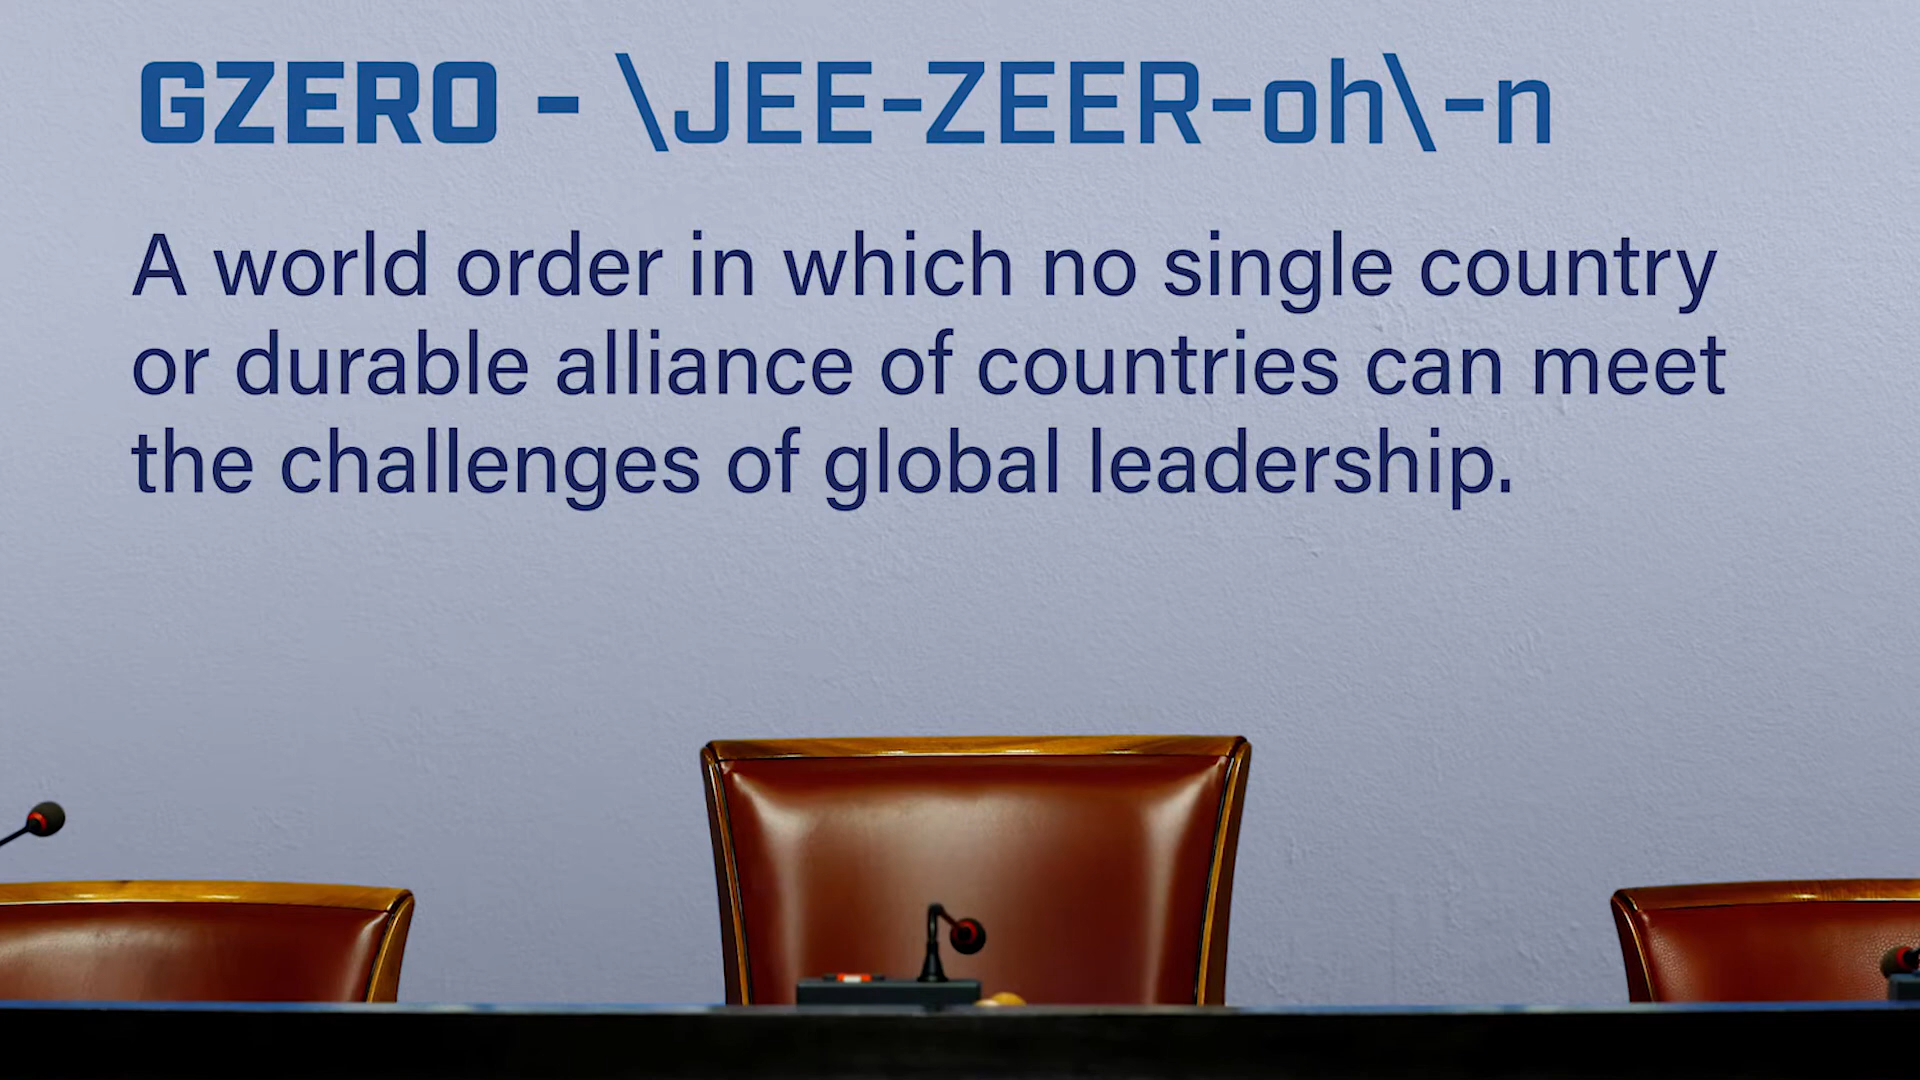 GZERO - \JEE-ZEER-oh\-n
A world order in which no single country
or durable alliance of countries can meet
the challenges of global leadership.